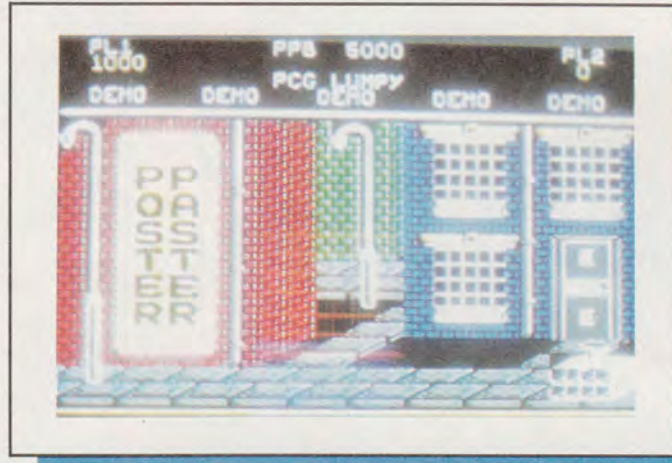 PL1 PPB 5000 PL2
1000 0
PCG LUMPY
DEMO DEMO DEMO DEMO DEMO
POSTER
PASTER